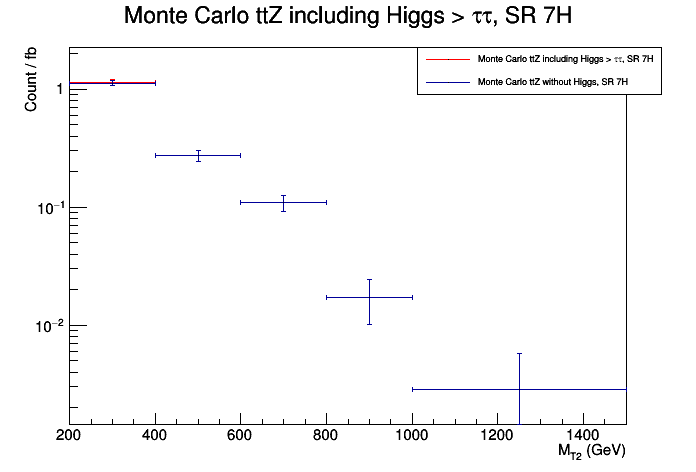 Monte Carlo ttZ including Higgs > ττ, SR 7H
Count / fb
Monte Carlo ttZ including Higgs > ττ, SR 7H
Monte Carlo ttZ without Higgs, SR 7H
1
10⁻¹
10⁻²
200 400 600 800 1000 1200 1400
M_T2 (GeV)